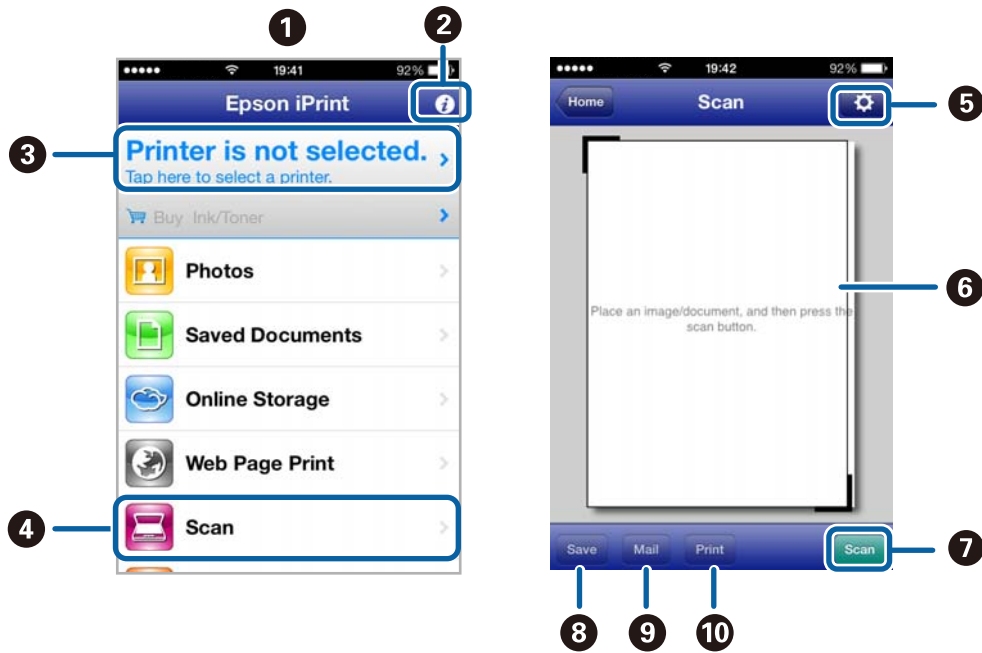 1
2
19:41
92%
Epson iPrint
i
3
Printer is not selected.
Tap here to select a printer.
Buy Ink/Toner
Photos
Saved Documents
Online Storage
Web Page Print
4
Scan
19:42
92%
Home
Scan
5
6
Place an image/document, and then press the
scan button.
Save
Mail
Print
Scan
7
8
9
10